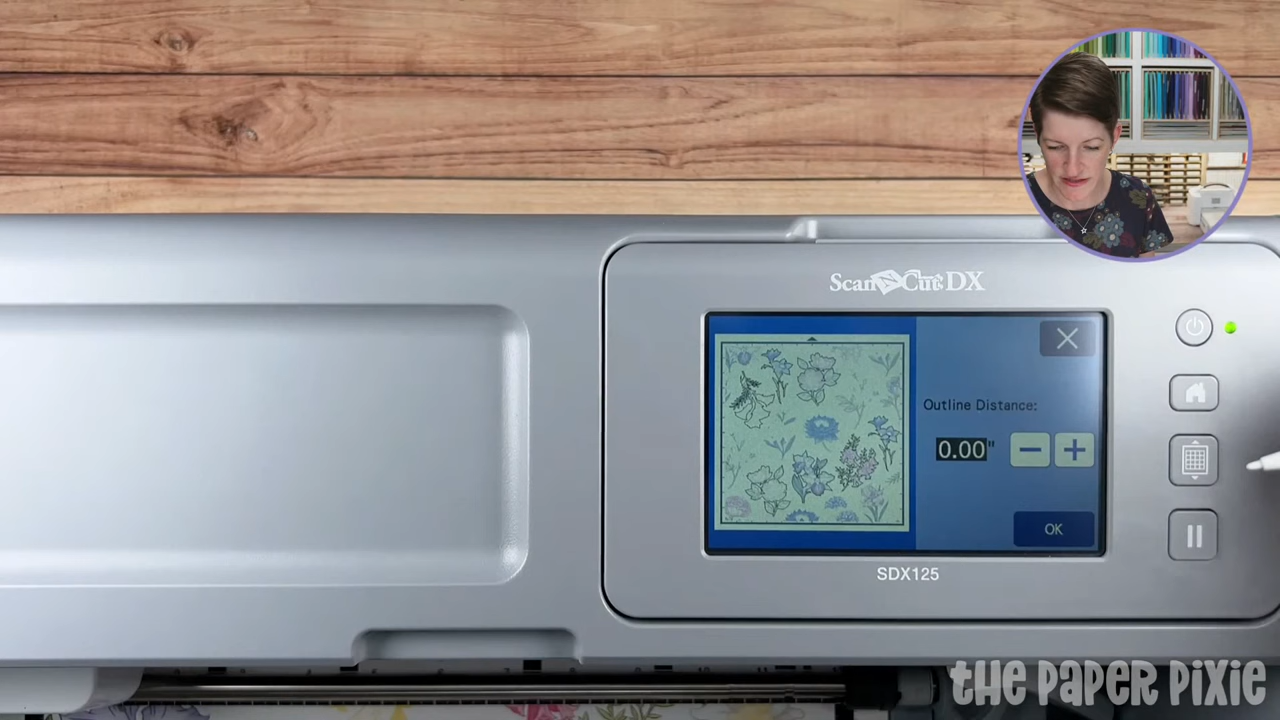 ScanNCut DX
Outline Distance:
0.00"
OK
SDX125
the paper pixie